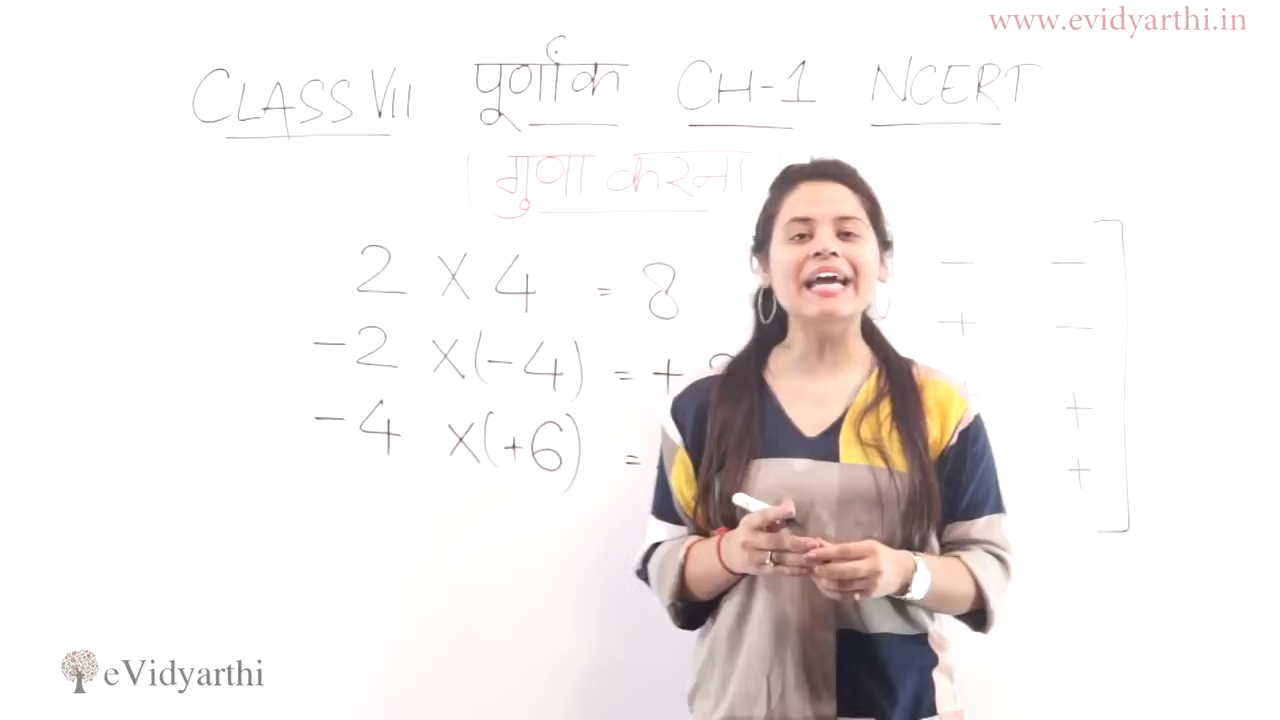 www.evidyarthi.in
CLASS VII पूर्णांक CH-1 NCERT
गुणा करना
2 X 4 = 8
-2 X (-4) = +
-4 X (+6) =
- -
+ -
+
+
eVidyarthi